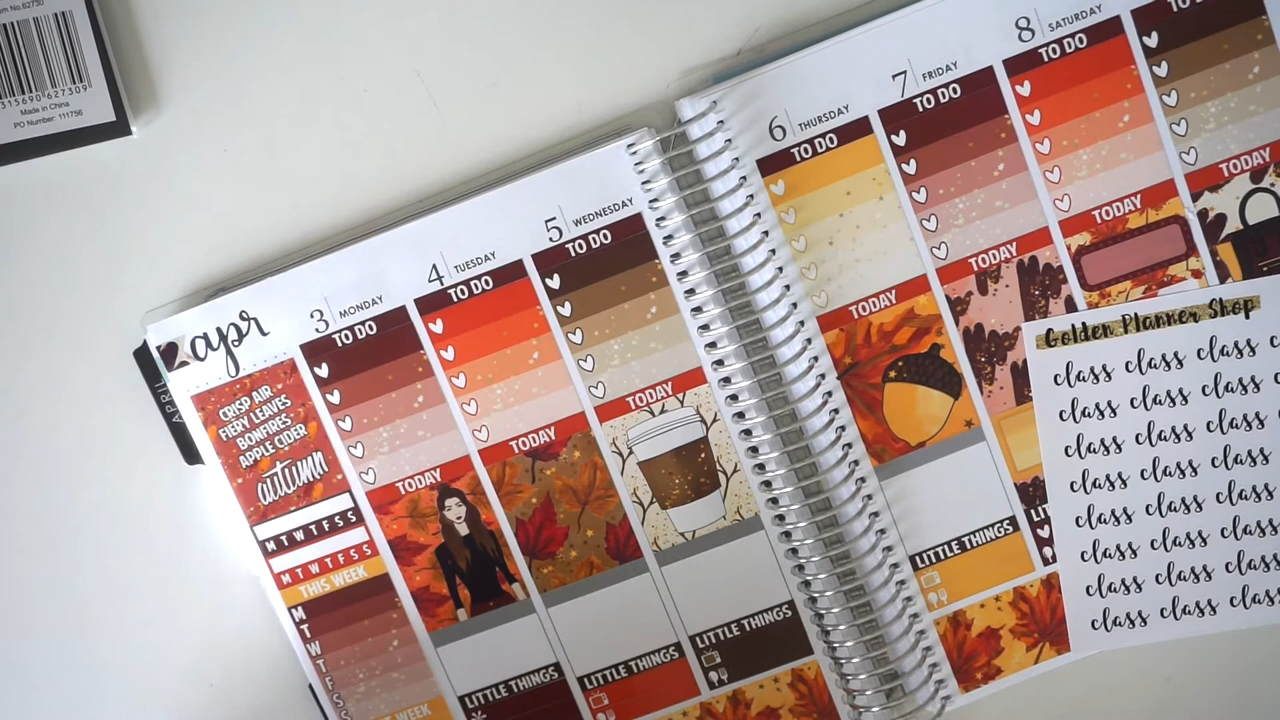 Item No.62730
315690 627309
Made in China
PO Number: 111756
APRIL
apr
CRISP AIR
FIERY LEAVES
BONFIRES
APPLE CIDER
autumn
M T W T F S S
M T W T F S S
THIS WEEK
M
T
W
T
F
S
S
WEEK
3 MONDAY
TO DO
TODAY
LITTLE THINGS
4 TUESDAY
TO DO
TODAY
LITTLE THINGS
5 WEDNESDAY
TO DO
TODAY
LITTLE THINGS
6 THURSDAY
TO DO
TODAY
LITTLE THINGS
7 FRIDAY
TO DO
TODAY
8 SATURDAY
TO DO
TODAY
TODAY
Golden Planner Shop
class class class
class class class
class class class
class class class
class class class
class class class
class class class
class class class